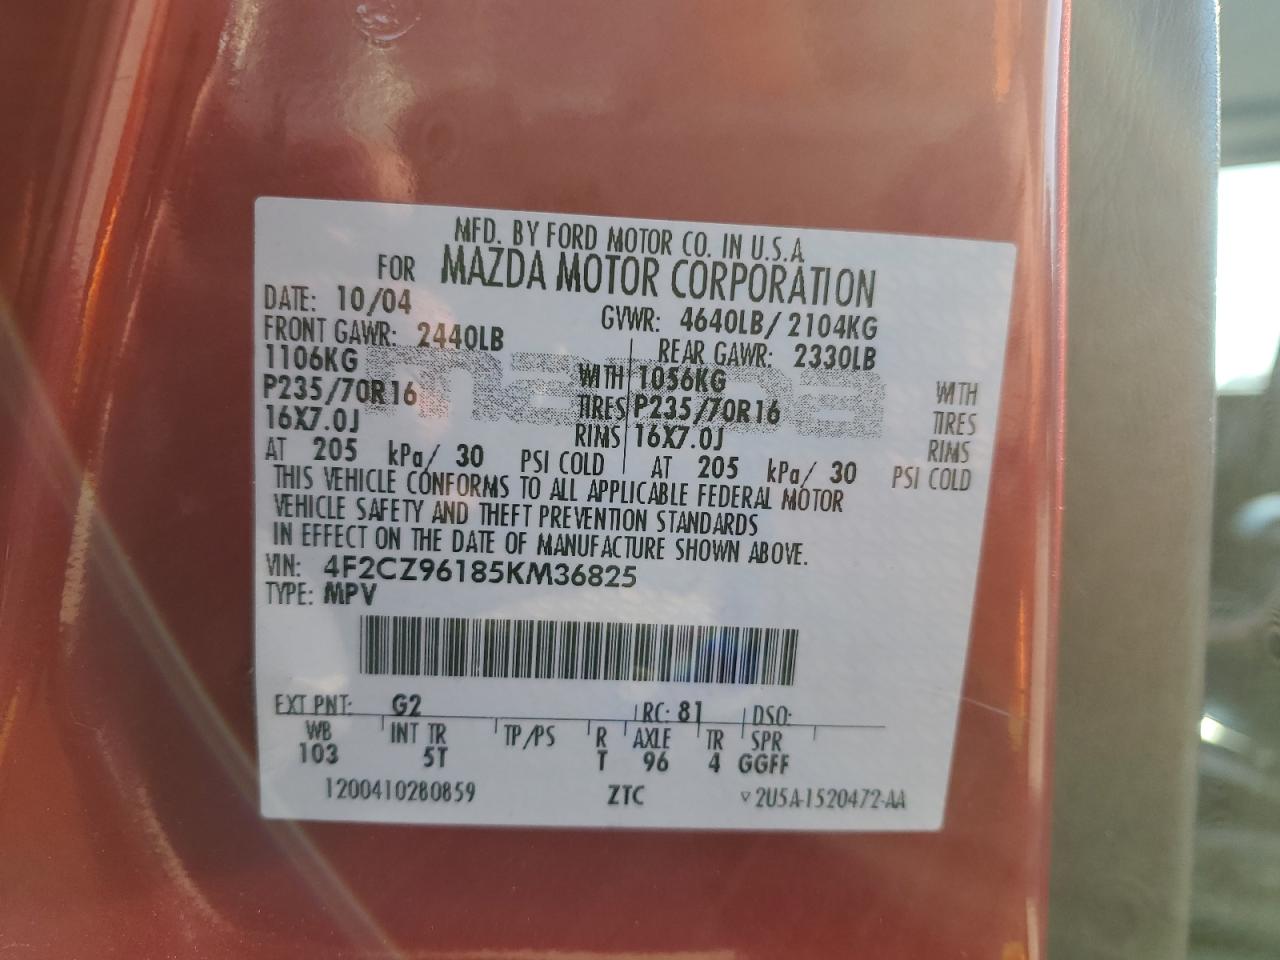 MFD. BY FORD MOTOR CO. IN U.S.A
FOR MAZDA MOTOR CORPORATION
DATE: 10/04 GVWR: 4640LB/ 2104KG
FRONT GAWR: 2440LB REAR GAWR: 2330LB
1106KG WITH 1056KG WITH
P235/70R16 TIRES P235/70R16 TIRES
16X7.0J RIMS 16X7.0J RIMS
AT 205 kPa/ 30 PSI COLD AT 205 kPa/ 30 PSI COLD
THIS VEHICLE CONFORMS TO ALL APPLICABLE FEDERAL MOTOR
VEHICLE SAFETY AND THEFT PREVENTION STANDARDS
IN EFFECT ON THE DATE OF MANUFACTURE SHOWN ABOVE.
VIN: 4F2CZ96185KM36825
TYPE: MPV
EXT PNT: G2 RC: 81 DSO:
WB INT TR TP/PS R AXLE TR SPR
103 5T T 96 4 GGFF
1200410280859 ZTC 2U5A-1520472-AA
mazda